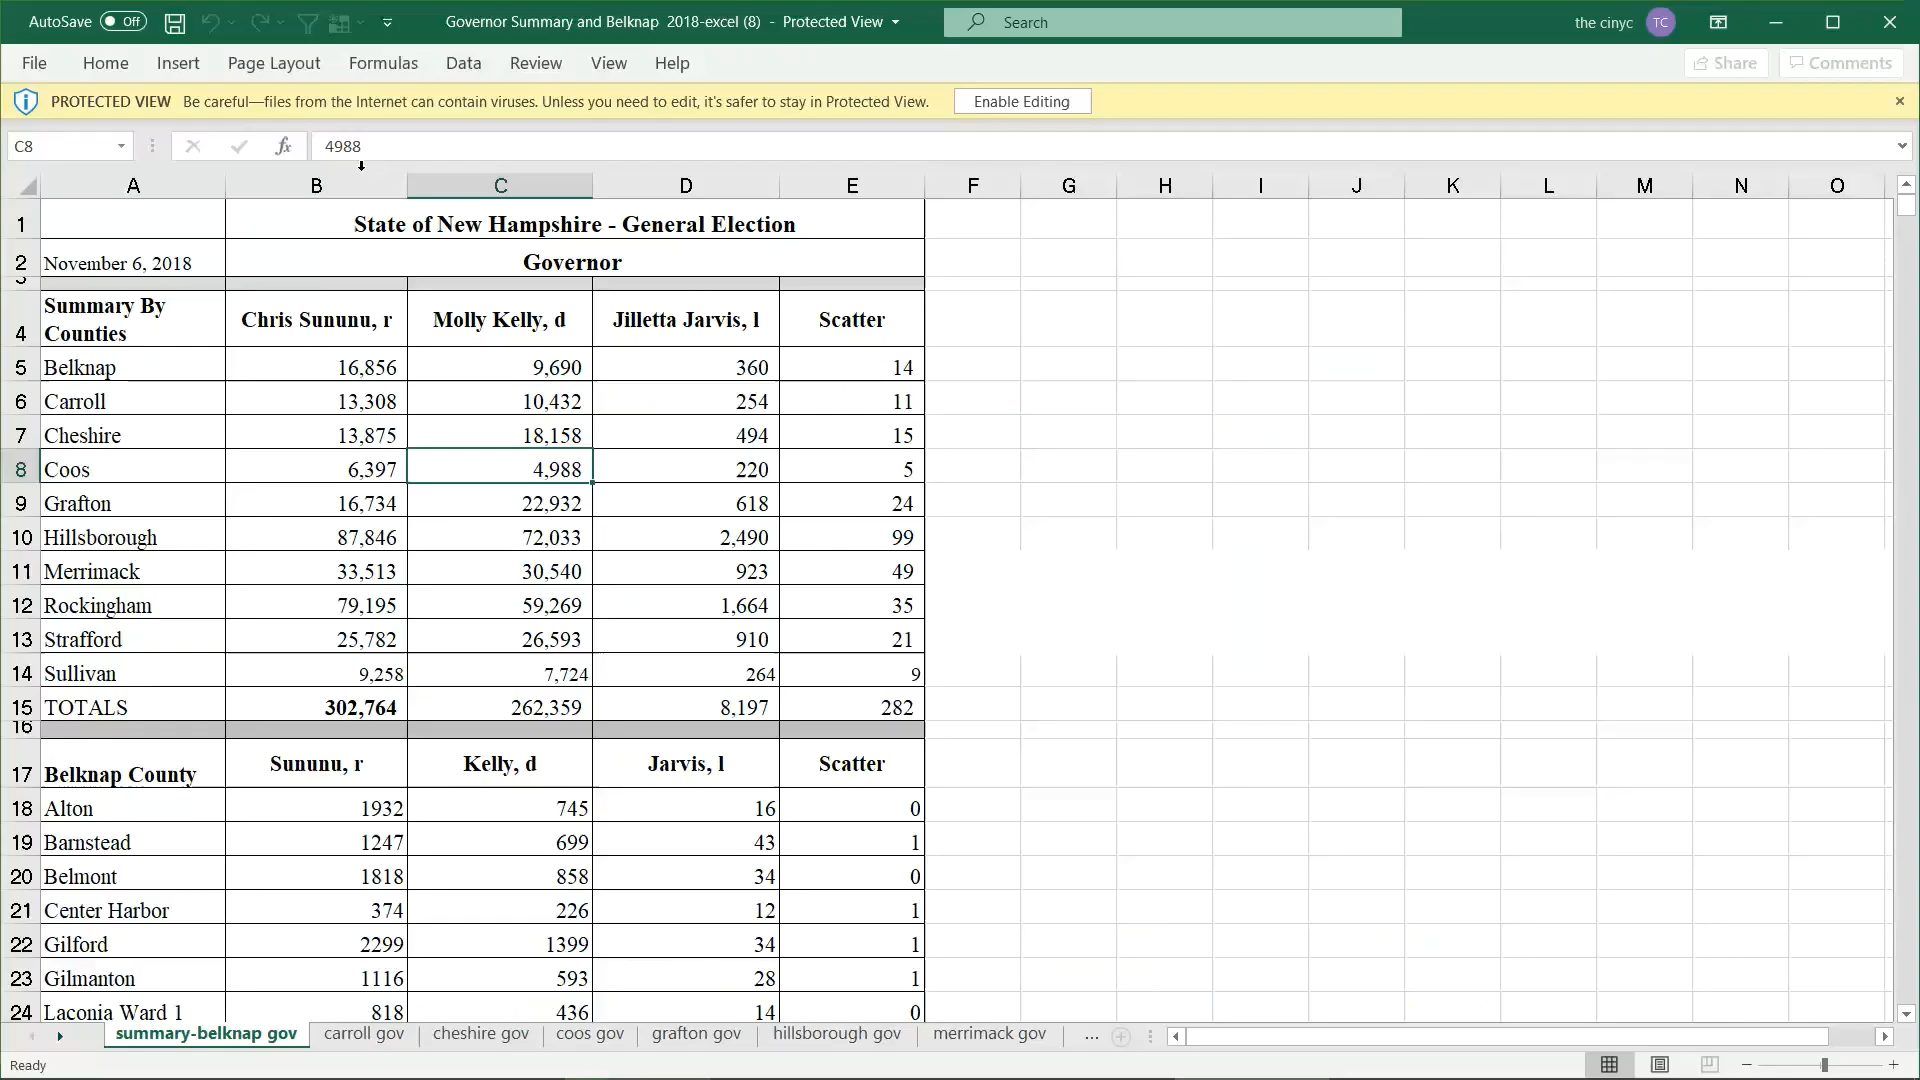 AutoSave Off Governor Summary and Belknap 2018-excel (8) - Protected View Search the cinyc TC
File Home Insert Page Layout Formulas Data Review View Help Share Comments
PROTECTED VIEW Be careful—files from the Internet can contain viruses. Unless you need to edit, it's safer to stay in Protected View. Enable Editing
C8 fx 4988
A B C D E F G H I J K L M N O
1 State of New Hampshire - General Election
2 November 6, 2018 Governor
3
Summary By
4 Counties Chris Sununu, r Molly Kelly, d Jilletta Jarvis, l Scatter
5 Belknap 16,856 9,690 360 14
6 Carroll 13,308 10,432 254 11
7 Cheshire 13,875 18,158 494 15
8 Coos 6,397 4,988 220 5
9 Grafton 16,734 22,932 618 24
10 Hillsborough 87,846 72,033 2,490 99
11 Merrimack 33,513 30,540 923 49
12 Rockingham 79,195 59,269 1,664 35
13 Strafford 25,782 26,593 910 21
14 Sullivan 9,258 7,724 264 9
15 TOTALS 302,764 262,359 8,197 282
16
17 Belknap County Sununu, r Kelly, d Jarvis, l Scatter
18 Alton 1932 745 16 0
19 Barnstead 1247 699 43 1
20 Belmont 1818 858 34 0
21 Center Harbor 374 226 12 1
22 Gilford 2299 1399 34 1
23 Gilmanton 1116 593 28 1
24 Laconia Ward 1 818 436 14 0
summary-belknap gov carroll gov cheshire gov coos gov grafton gov hillsborough gov merrimack gov ...
Ready